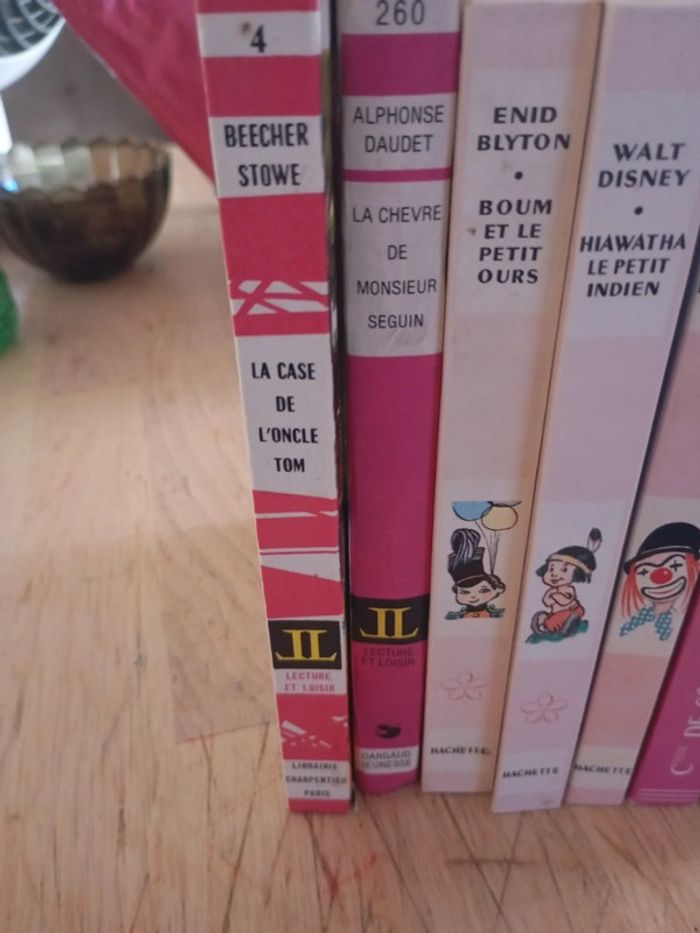 4
BEECHER
STOWE
LA CASE
DE
L'ONCLE
TOM
JL
LECTURE
ET LOISIR
LIBRAIRIE
CHARPENTIER
PARIS
260
ALPHONSE
DAUDET
LA CHEVRE
DE
MONSIEUR
SEGUIN
JL
LECTURE
ET LOISIR
DARGAUD
JEUNESSE
ENID
BLYTON
•
BOUM
ET LE
PETIT
OURS
HACHETTE
WALT
DISNEY
•
HIAWATHA
LE PETIT
INDIEN
HACHETTE
HACHETTE